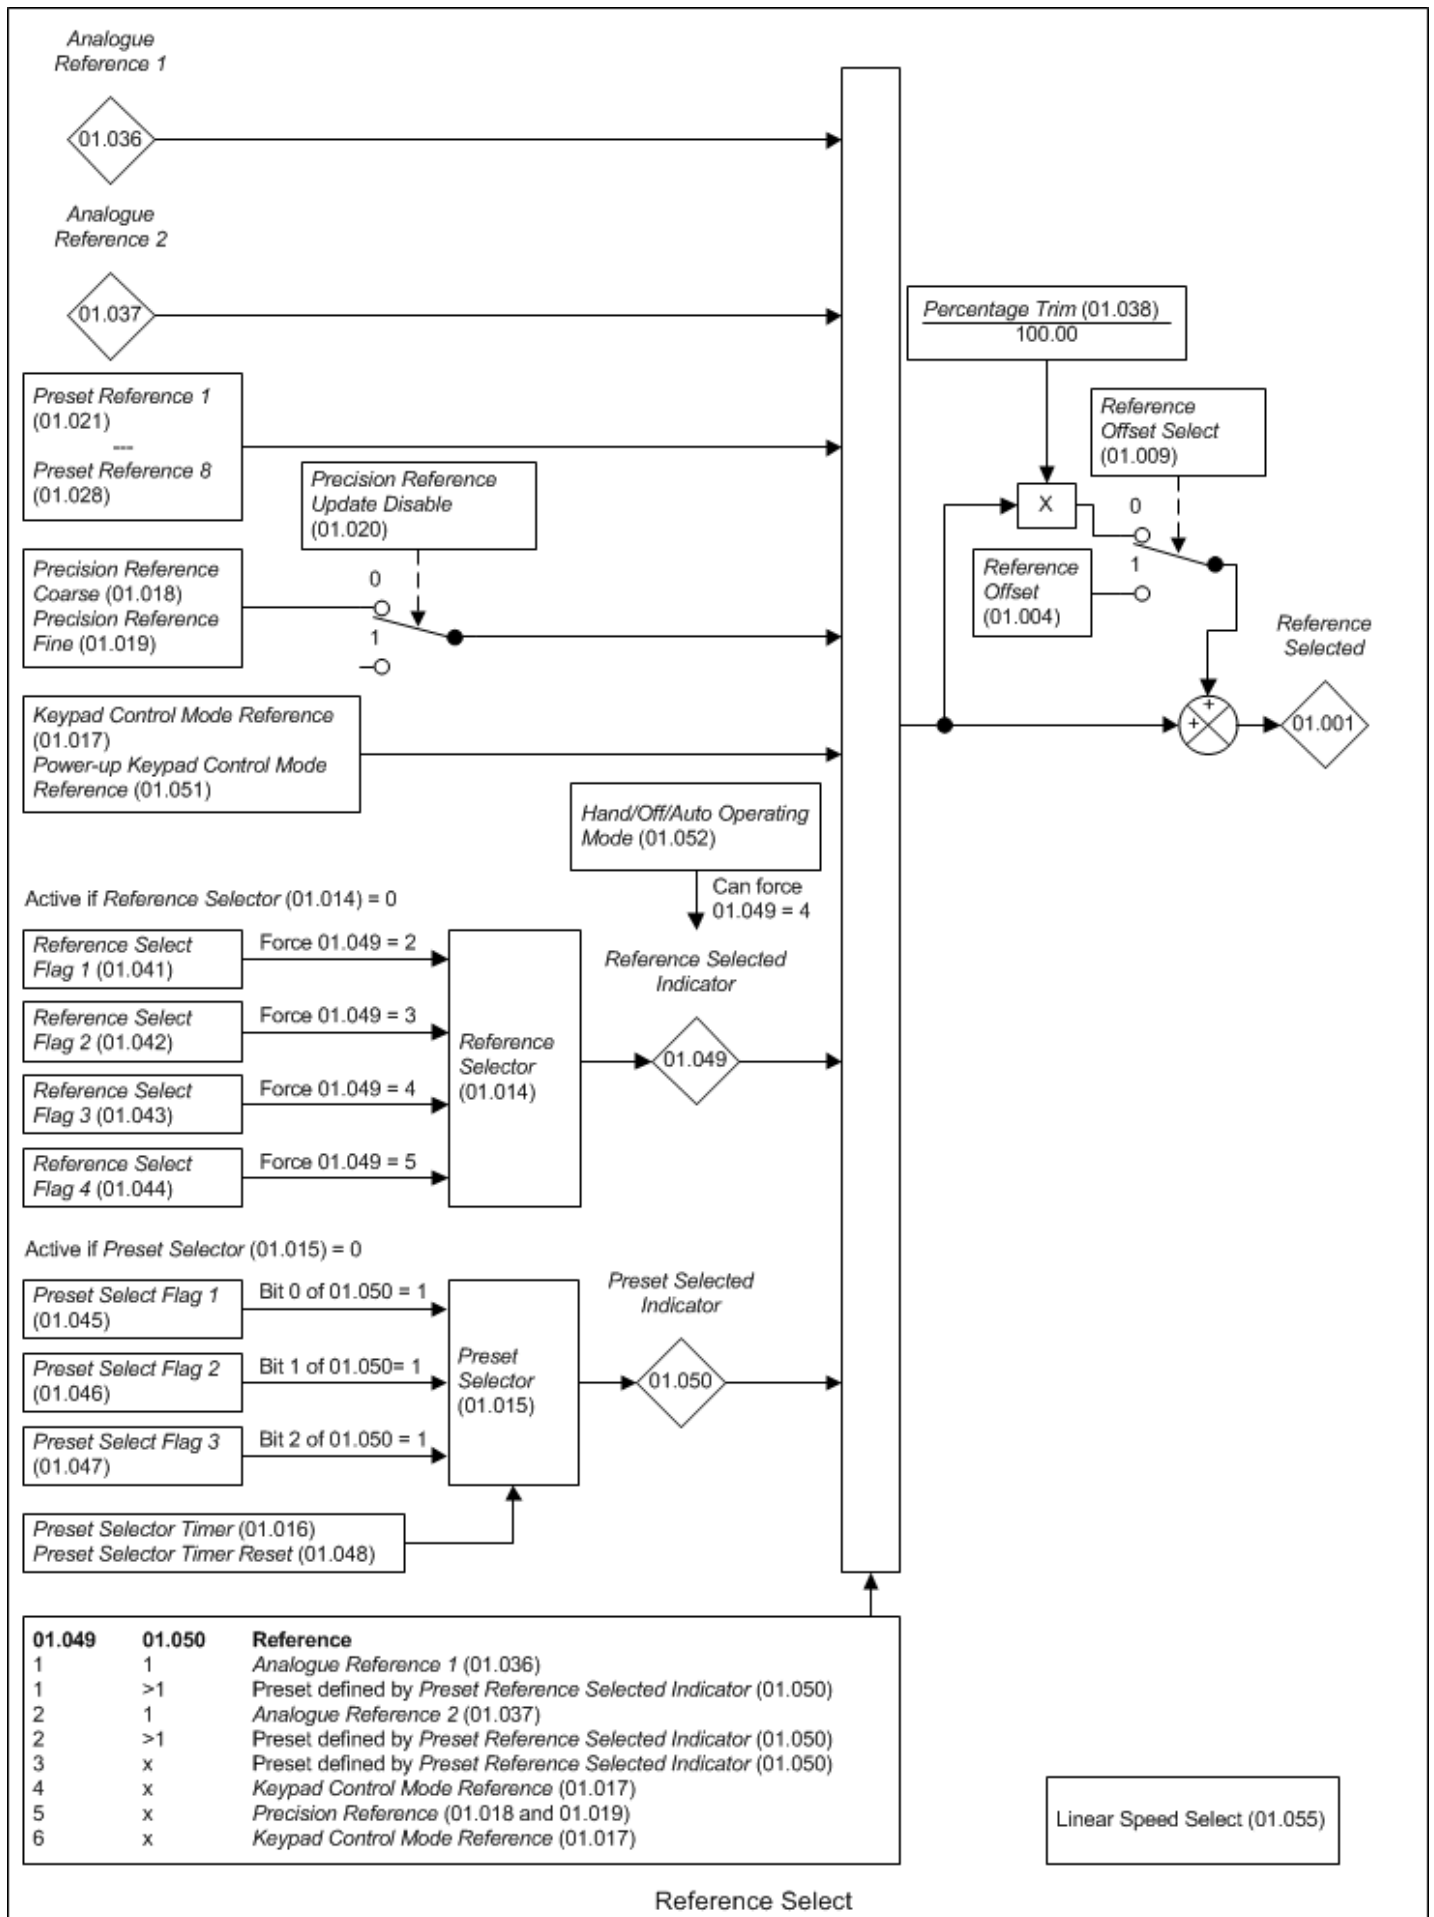 Analogue
Reference 1
01.036
Analogue
Reference 2
01.037
Preset Reference 1
(01.021)
---
Preset Reference 8
(01.028)
Precision Reference
Update Disable
(01.020)
Precision Reference
Coarse (01.018)
Precision Reference
Fine (01.019)
0
1
Keypad Control Mode Reference
(01.017)
Power-up Keypad Control Mode
Reference (01.051)
Percentage Trim (01.038)
100.00
Reference
Offset Select
(01.009)
X
0
1
Reference
Offset
(01.004)
Reference
Selected
+
+
01.001
Hand/Off/Auto Operating
Mode (01.052)
Can force
01.049 = 4
Active if Reference Selector (01.014) = 0
Reference Select
Flag 1 (01.041)
Force 01.049 = 2
Reference Select
Flag 2 (01.042)
Force 01.049 = 3
Reference Select
Flag 3 (01.043)
Force 01.049 = 4
Reference Select
Flag 4 (01.044)
Force 01.049 = 5
Reference
Selector
(01.014)
Reference Selected
Indicator
01.049
Active if Preset Selector (01.015) = 0
Preset Select Flag 1
(01.045)
Bit 0 of 01.050 = 1
Preset Select Flag 2
(01.046)
Bit 1 of 01.050= 1
Preset Select Flag 3
(01.047)
Bit 2 of 01.050 = 1
Preset
Selector
(01.015)
Preset Selected
Indicator
01.050
Preset Selector Timer (01.016)
Preset Selector Timer Reset (01.048)
01.049 01.050 Reference
1 1 Analogue Reference 1 (01.036)
1 >1 Preset defined by Preset Reference Selected Indicator (01.050)
2 1 Analogue Reference 2 (01.037)
2 >1 Preset defined by Preset Reference Selected Indicator (01.050)
3 x Preset defined by Preset Reference Selected Indicator (01.050)
4 x Keypad Control Mode Reference (01.017)
5 x Precision Reference (01.018 and 01.019)
6 x Keypad Control Mode Reference (01.017)
Linear Speed Select (01.055)
Reference Select